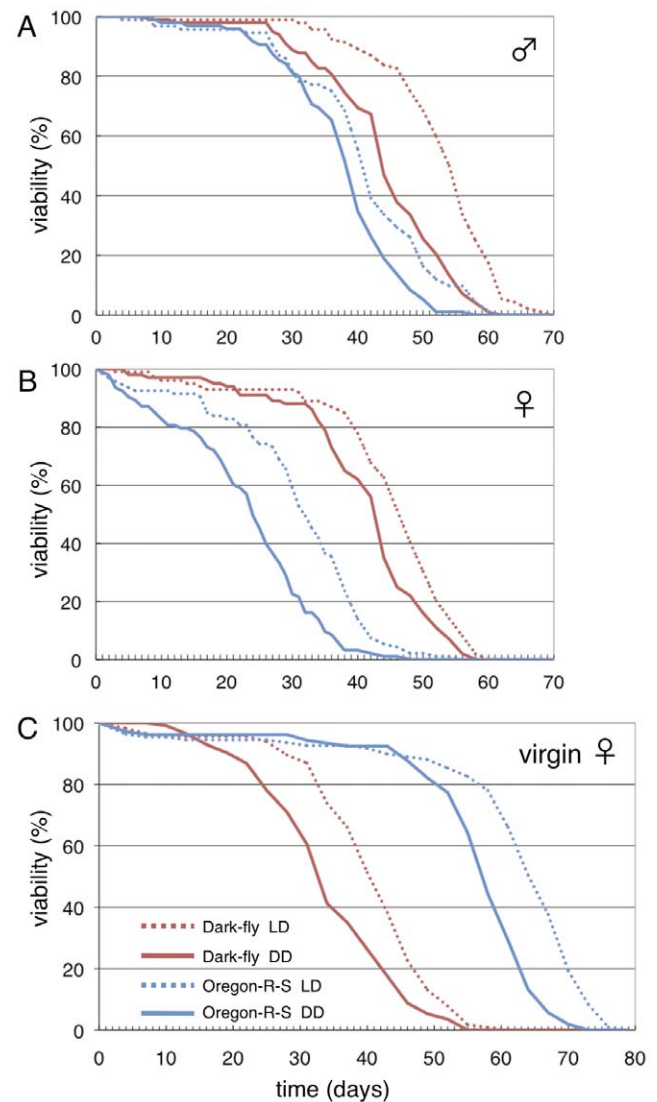 A
♂
viability (%)
100
80
60
40
20
0
0 10 20 30 40 50 60 70
B
♀
viability (%)
100
80
60
40
20
0
0 10 20 30 40 50 60 70
C
virgin ♀
viability (%)
100
80
60
40
20
0
Dark-fly LD
Dark-fly DD
Oregon-R-S LD
Oregon-R-S DD
0 10 20 30 40 50 60 70 80
time (days)